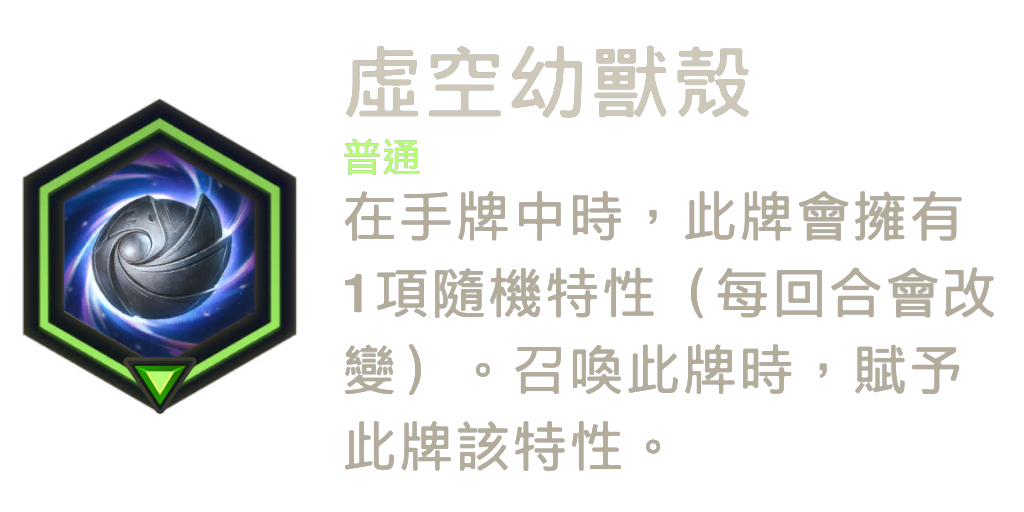 虛空幼獸殼
普通
在手牌中時，此牌會擁有
1項隨機特性（每回合會改
變）。召喚此牌時，賦予
此牌該特性。